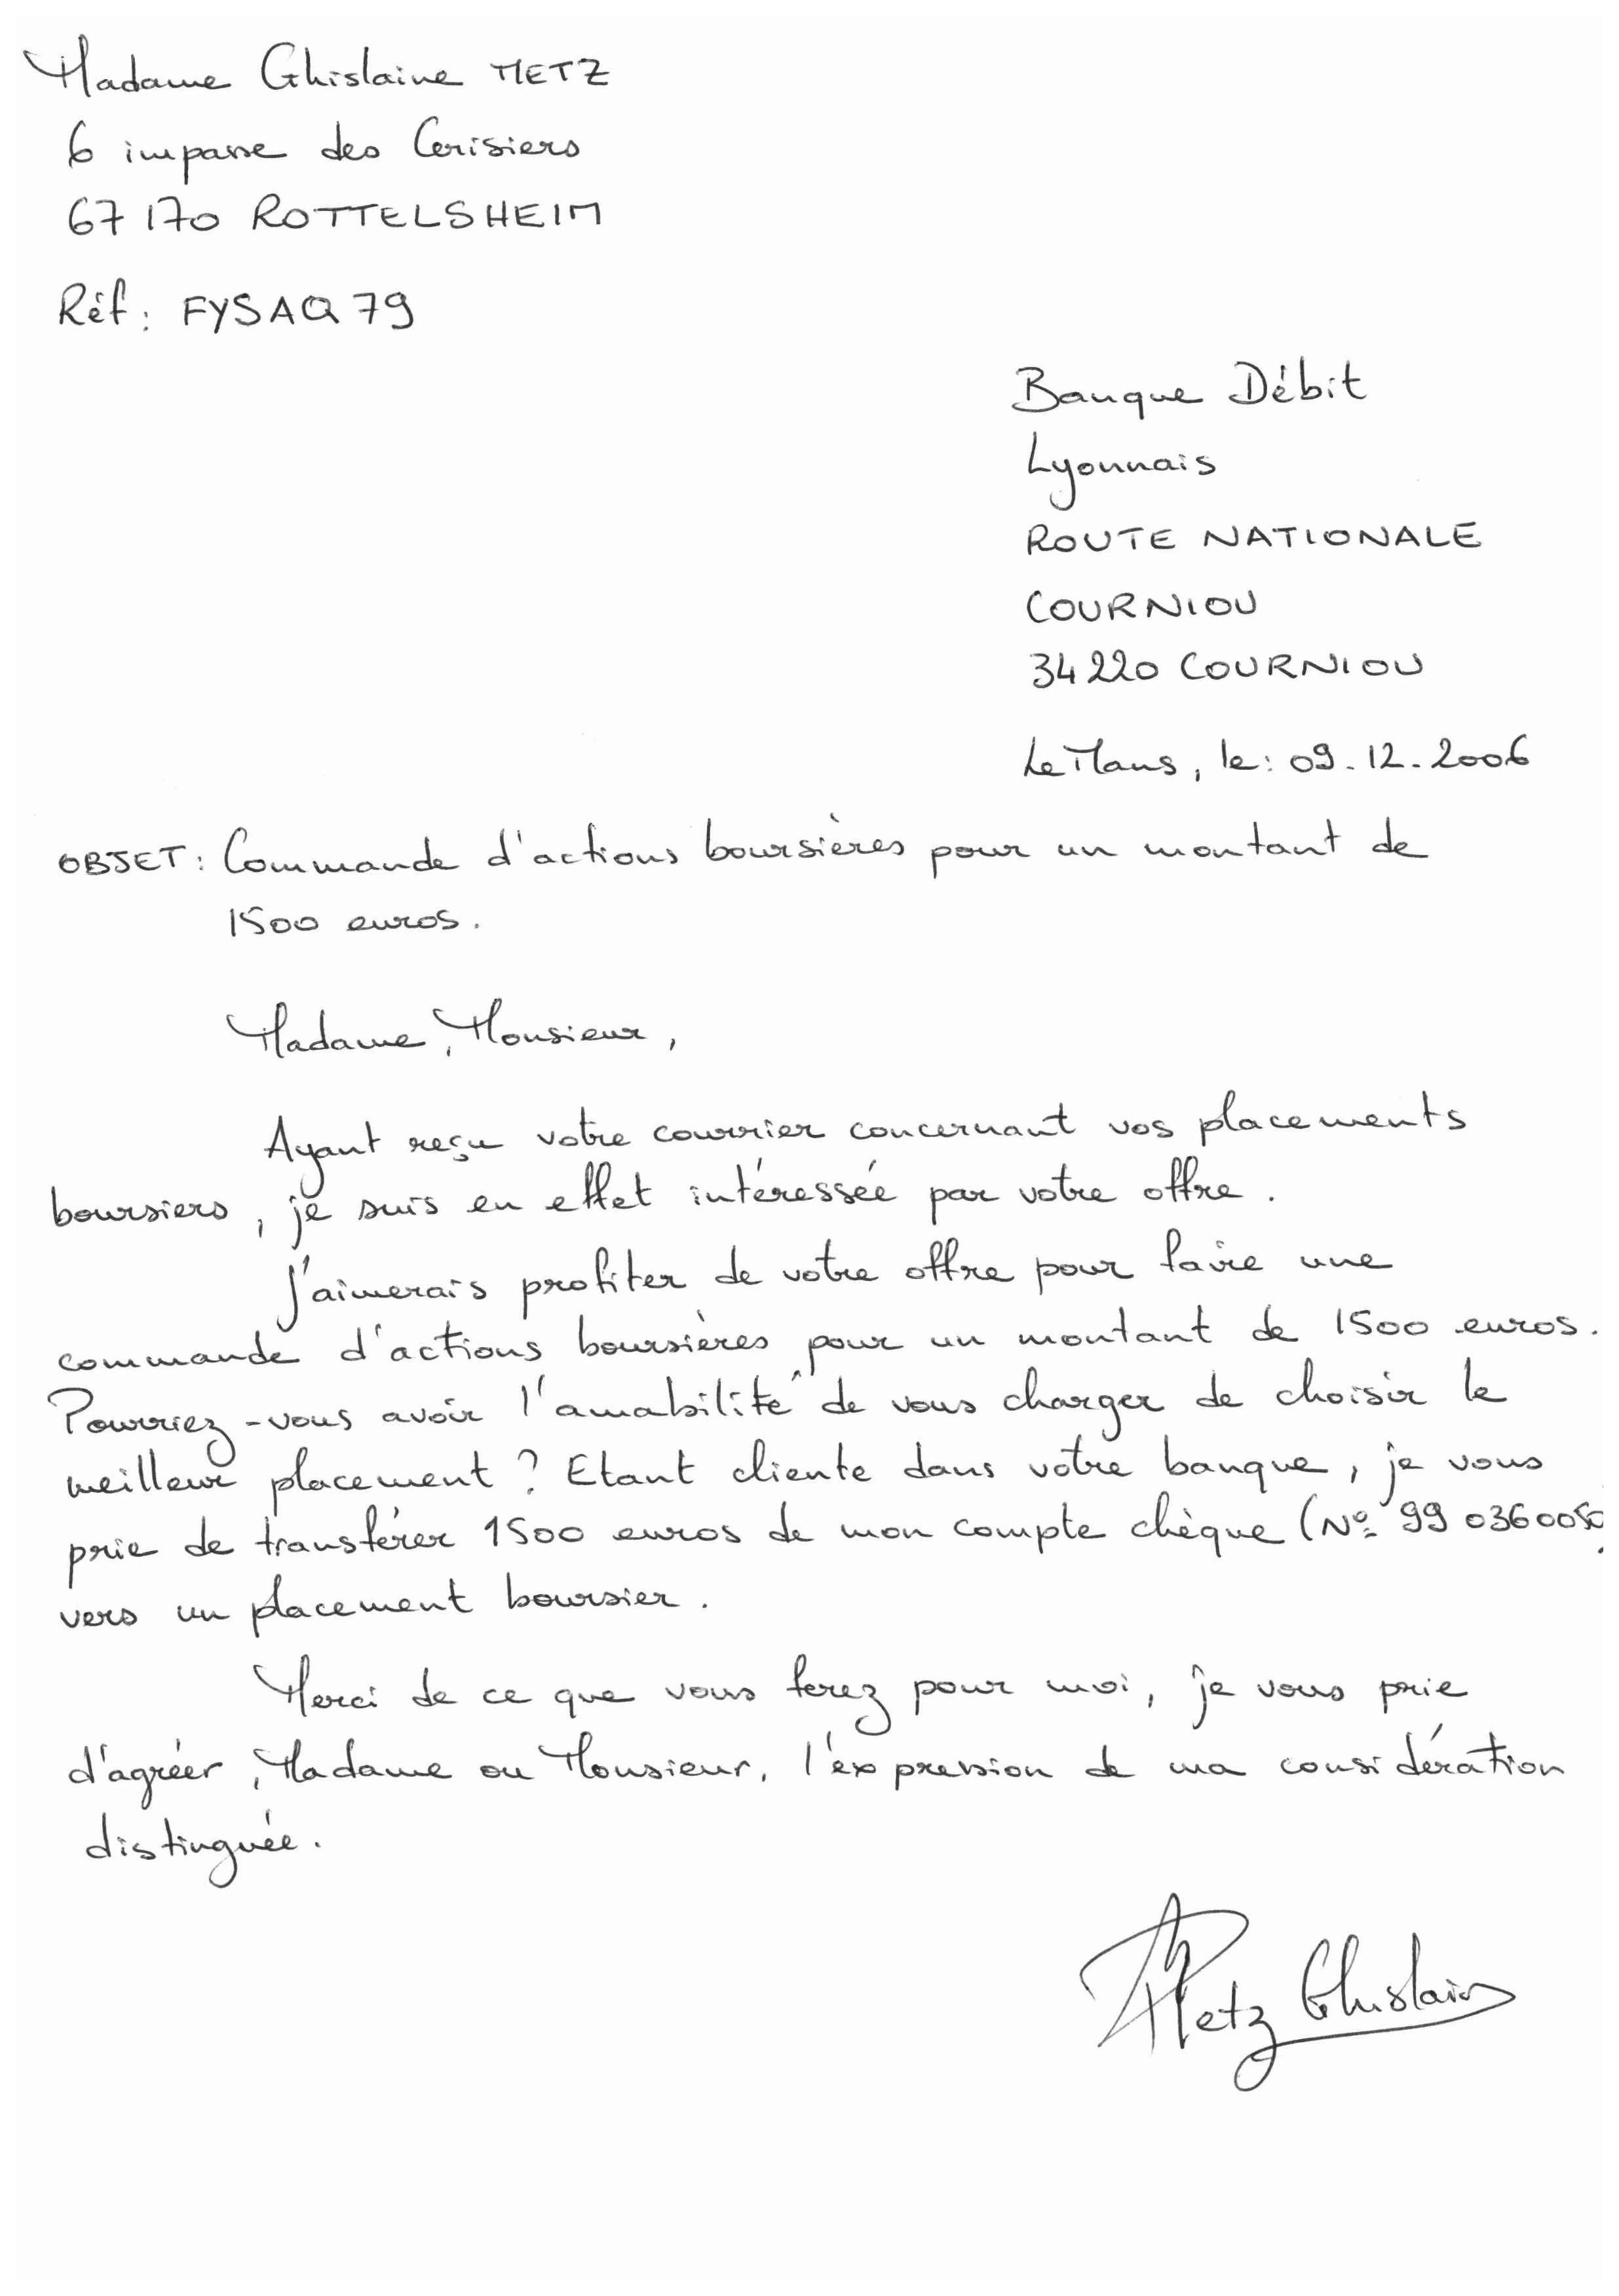 Madame Ghislaine METZ
6 impasse des Cerisiers
67 170 ROTTELSHEIM
Réf : FYSAQ 79
Banque Débit
Lyonnais
ROUTE NATIONALE
COURNIOU
34 220 COURNIOU
Le Mans, le : 09.12.2006
OBJET : Commande d'actions boursières pour un montant de
1500 euros.
Madame, Monsieur,
Ayant reçu votre courrier concernant vos placements
boursiers, je suis en effet intéressée par votre offre.
J'aimerais profiter de votre offre pour faire une
commande d'actions boursières pour un montant de 1500 euros.
Pourriez-vous avoir l'amabilité de vous charger de choisir le
meilleur placement ? Etant cliente dans votre banque, je vous
prie de transférer 1500 euros de mon compte chèque (N° 99 036005
vers un placement boursier.
Merci de ce que vous ferez pour moi, je vous prie
d'agréer, Madame ou Monsieur, l'expression de ma considération
distinguée.
Metz Ghislaine